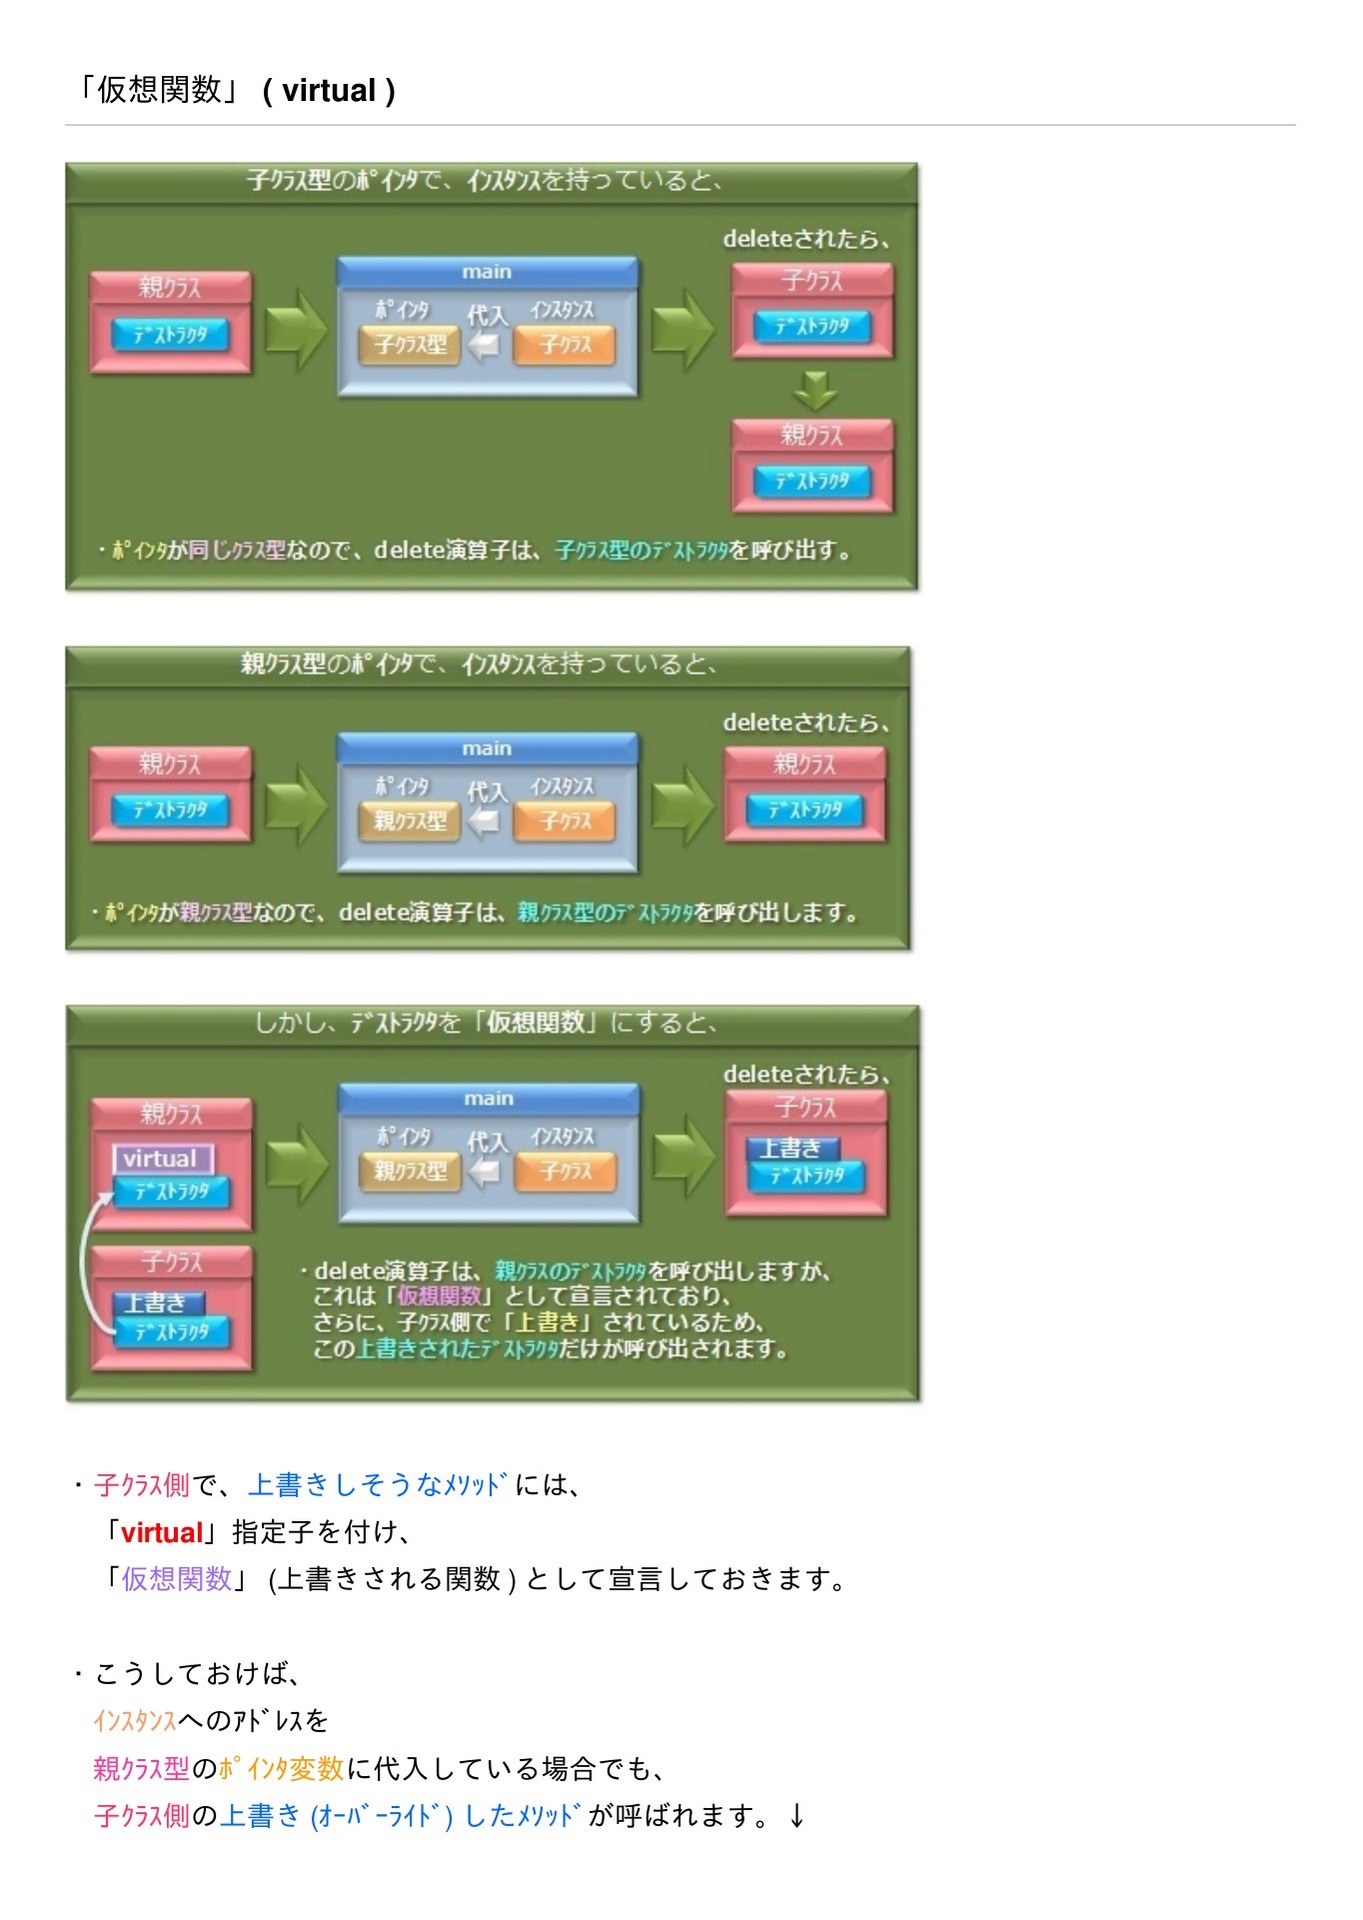 「仮想関数」 ( virtual )
子ｸﾗｽ型のﾎﾟｲﾝﾀで、ｲﾝｽﾀﾝｽを持っていると、
deleteされたら、
親ｸﾗｽ
ﾃﾞｽﾄﾗｸﾀ
main
ﾎﾟｲﾝﾀ 代入 ｲﾝｽﾀﾝｽ
子ｸﾗｽ型 子ｸﾗｽ
子ｸﾗｽ
ﾃﾞｽﾄﾗｸﾀ
親ｸﾗｽ
ﾃﾞｽﾄﾗｸﾀ
・ﾎﾟｲﾝﾀが同じｸﾗｽ型なので、delete演算子は、子ｸﾗｽ型のﾃﾞｽﾄﾗｸﾀを呼び出す。
親ｸﾗｽ型のﾎﾟｲﾝﾀで、ｲﾝｽﾀﾝｽを持っていると、
deleteされたら、
親ｸﾗｽ
ﾃﾞｽﾄﾗｸﾀ
main
ﾎﾟｲﾝﾀ 代入 ｲﾝｽﾀﾝｽ
親ｸﾗｽ型 子ｸﾗｽ
親ｸﾗｽ
ﾃﾞｽﾄﾗｸﾀ
・ﾎﾟｲﾝﾀが親ｸﾗｽ型なので、delete演算子は、親ｸﾗｽ型のﾃﾞｽﾄﾗｸﾀを呼び出します。
しかし、ﾃﾞｽﾄﾗｸﾀを「仮想関数」にすると、
deleteされたら、
親ｸﾗｽ
virtual
ﾃﾞｽﾄﾗｸﾀ
子ｸﾗｽ
上書き
ﾃﾞｽﾄﾗｸﾀ
main
ﾎﾟｲﾝﾀ 代入 ｲﾝｽﾀﾝｽ
親ｸﾗｽ型 子ｸﾗｽ
子ｸﾗｽ
上書き
ﾃﾞｽﾄﾗｸﾀ
・delete演算子は、親ｸﾗｽのﾃﾞｽﾄﾗｸﾀを呼び出しますが、
これは「仮想関数」として宣言されており、
さらに、子ｸﾗｽ側で「上書き」されているため、
この上書きされたﾃﾞｽﾄﾗｸﾀだけが呼び出されます。
・子ｸﾗｽ側で、上書きしそうなﾒｿｯﾄﾞには、
「virtual」指定子を付け、
「仮想関数」 (上書きされる関数 ) として宣言しておきます。
・こうしておけば、
ｲﾝｽﾀﾝｽへのｱﾄﾞﾚｽを
親ｸﾗｽ型のﾎﾟｲﾝﾀ変数に代入している場合でも、
子ｸﾗｽ側の上書き (ｵｰﾊﾞｰﾗｲﾄﾞ) したﾒｿｯﾄﾞが呼ばれます。↓